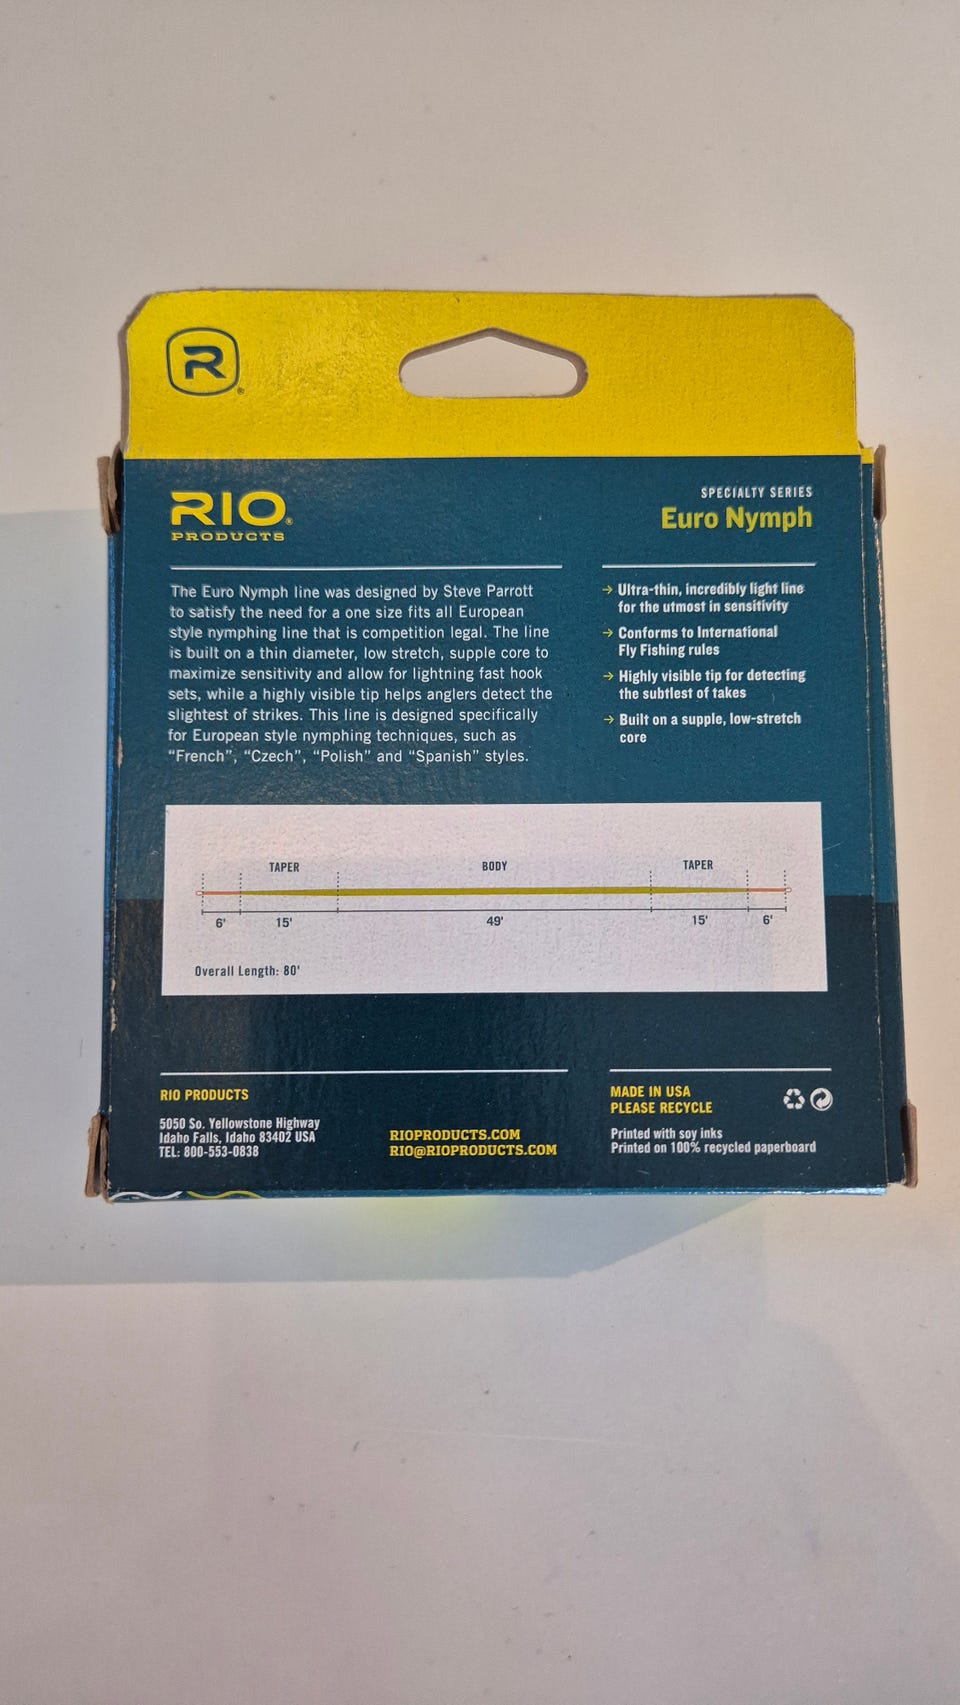 R
RIO®
PRODUCTS
SPECIALTY SERIES
Euro Nymph
The Euro Nymph line was designed by Steve Parrott
to satisfy the need for a one size fits all European
style nymphing line that is competition legal. The line
is built on a thin diameter, low stretch, supple core to
maximize sensitivity and allow for lightning fast hook
sets, while a highly visible tip helps anglers detect the
slightest of strikes. This line is designed specifically
for European style nymphing techniques, such as
“French”, “Czech”, “Polish” and “Spanish” styles.
→ Ultra-thin, incredibly light line
for the utmost in sensitivity
→ Conforms to International
Fly Fishing rules
→ Highly visible tip for detecting
the subtlest of takes
→ Built on a supple, low-stretch
core
TAPER BODY TAPER
6' 15' 49' 15' 6'
Overall Length: 80'
RIO PRODUCTS
5050 So. Yellowstone Highway
Idaho Falls, Idaho 83402 USA
TEL: 800-553-0838
RIOPRODUCTS.COM
RIO@RIOPRODUCTS.COM
MADE IN USA
PLEASE RECYCLE
Printed with soy inks
Printed on 100% recycled paperboard